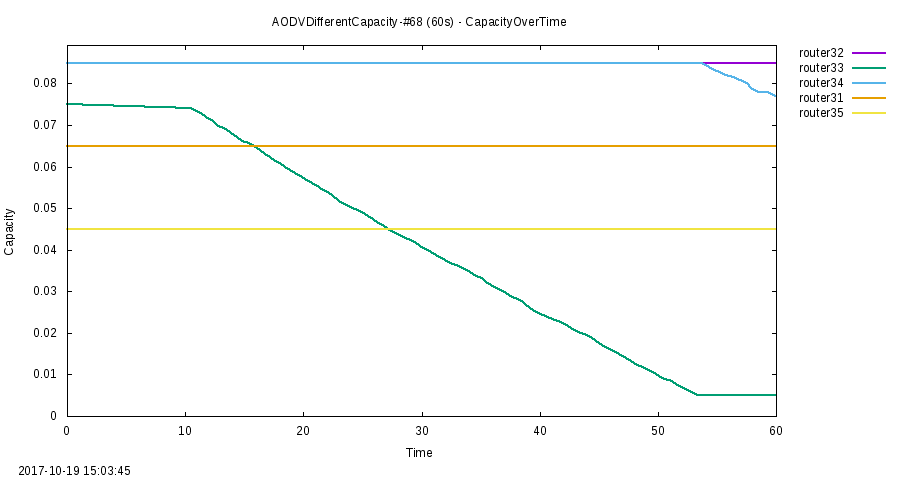 AODVDifferentCapacity-#68 (60s) - CapacityOverTime
router32
router33
router34
router31
router35
0.08
0.07
0.06
0.05
0.04
0.03
0.02
0.01
0
Capacity
0 10 20 30 40 50 60
Time
2017-10-19 15:03:45